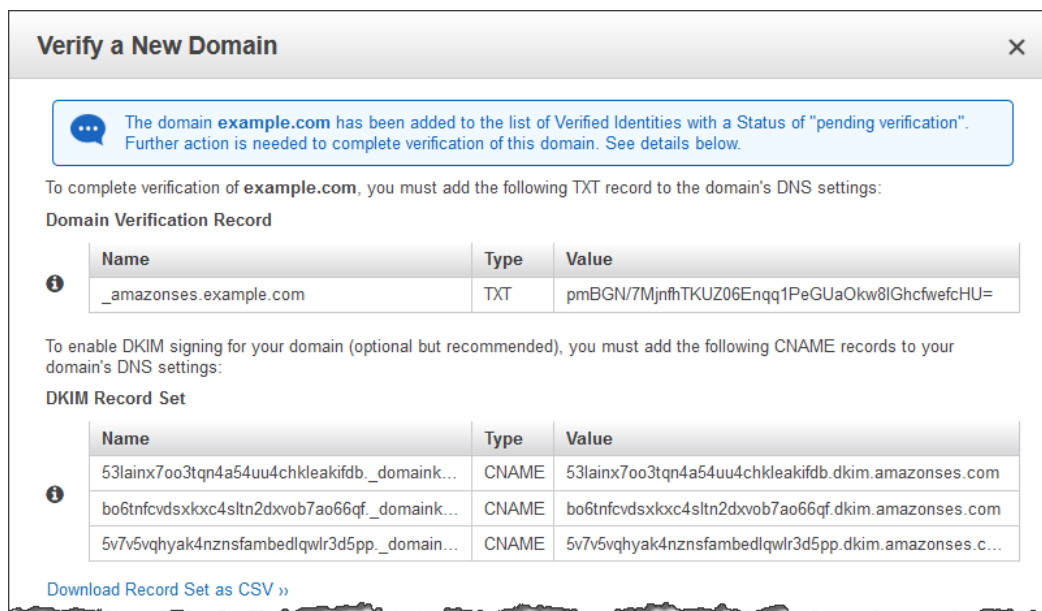 Verify a New Domain
The domain example.com has been added to the list of Verified Identities with a Status of "pending verification".
Further action is needed to complete verification of this domain. See details below.
To complete verification of example.com, you must add the following TXT record to the domain's DNS settings:
Domain Verification Record
Name Type Value
_amazonses.example.com TXT pmBGN/7MjnfhTKUZ06Enqq1PeGUaOkw8lGhcfwefcHU=
To enable DKIM signing for your domain (optional but recommended), you must add the following CNAME records to your
domain's DNS settings:
DKIM Record Set
Name Type Value
53lainx7oo3tqn4a54uu4chkleakifdb._domaink... CNAME 53lainx7oo3tqn4a54uu4chkleakifdb.dkim.amazonses.com
bo6tnfcvdsxkxc4sltn2dxvob7ao66qf._domaink... CNAME bo6tnfcvdsxkxc4sltn2dxvob7ao66qf.dkim.amazonses.com
5v7v5vqhyak4nznsfambedlqwlr3d5pp._domain... CNAME 5v7v5vqhyak4nznsfambedlqwlr3d5pp.dkim.amazonses.c...
Download Record Set as CSV »